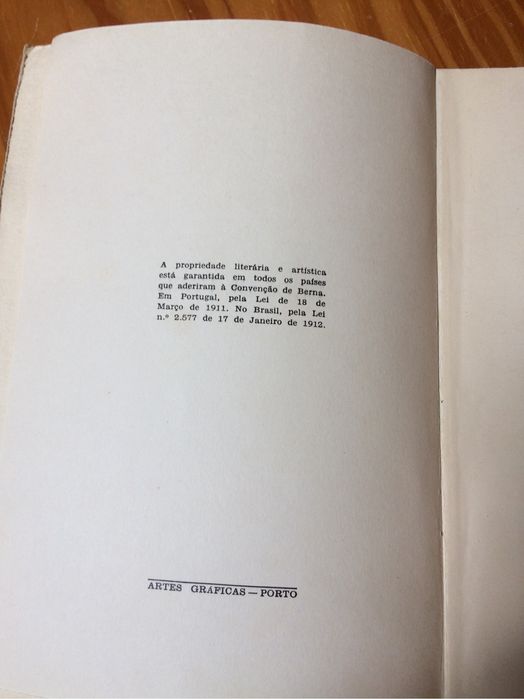 A propriedade literária e artística
está garantida em todos os países
que aderiram à Convenção de Berna.
Em Portugal, pela Lei de 18 de
Março de 1911. No Brasil, pela Lei
n.º 2.577 de 17 de Janeiro de 1912.
ARTES GRÁFICAS — PORTO